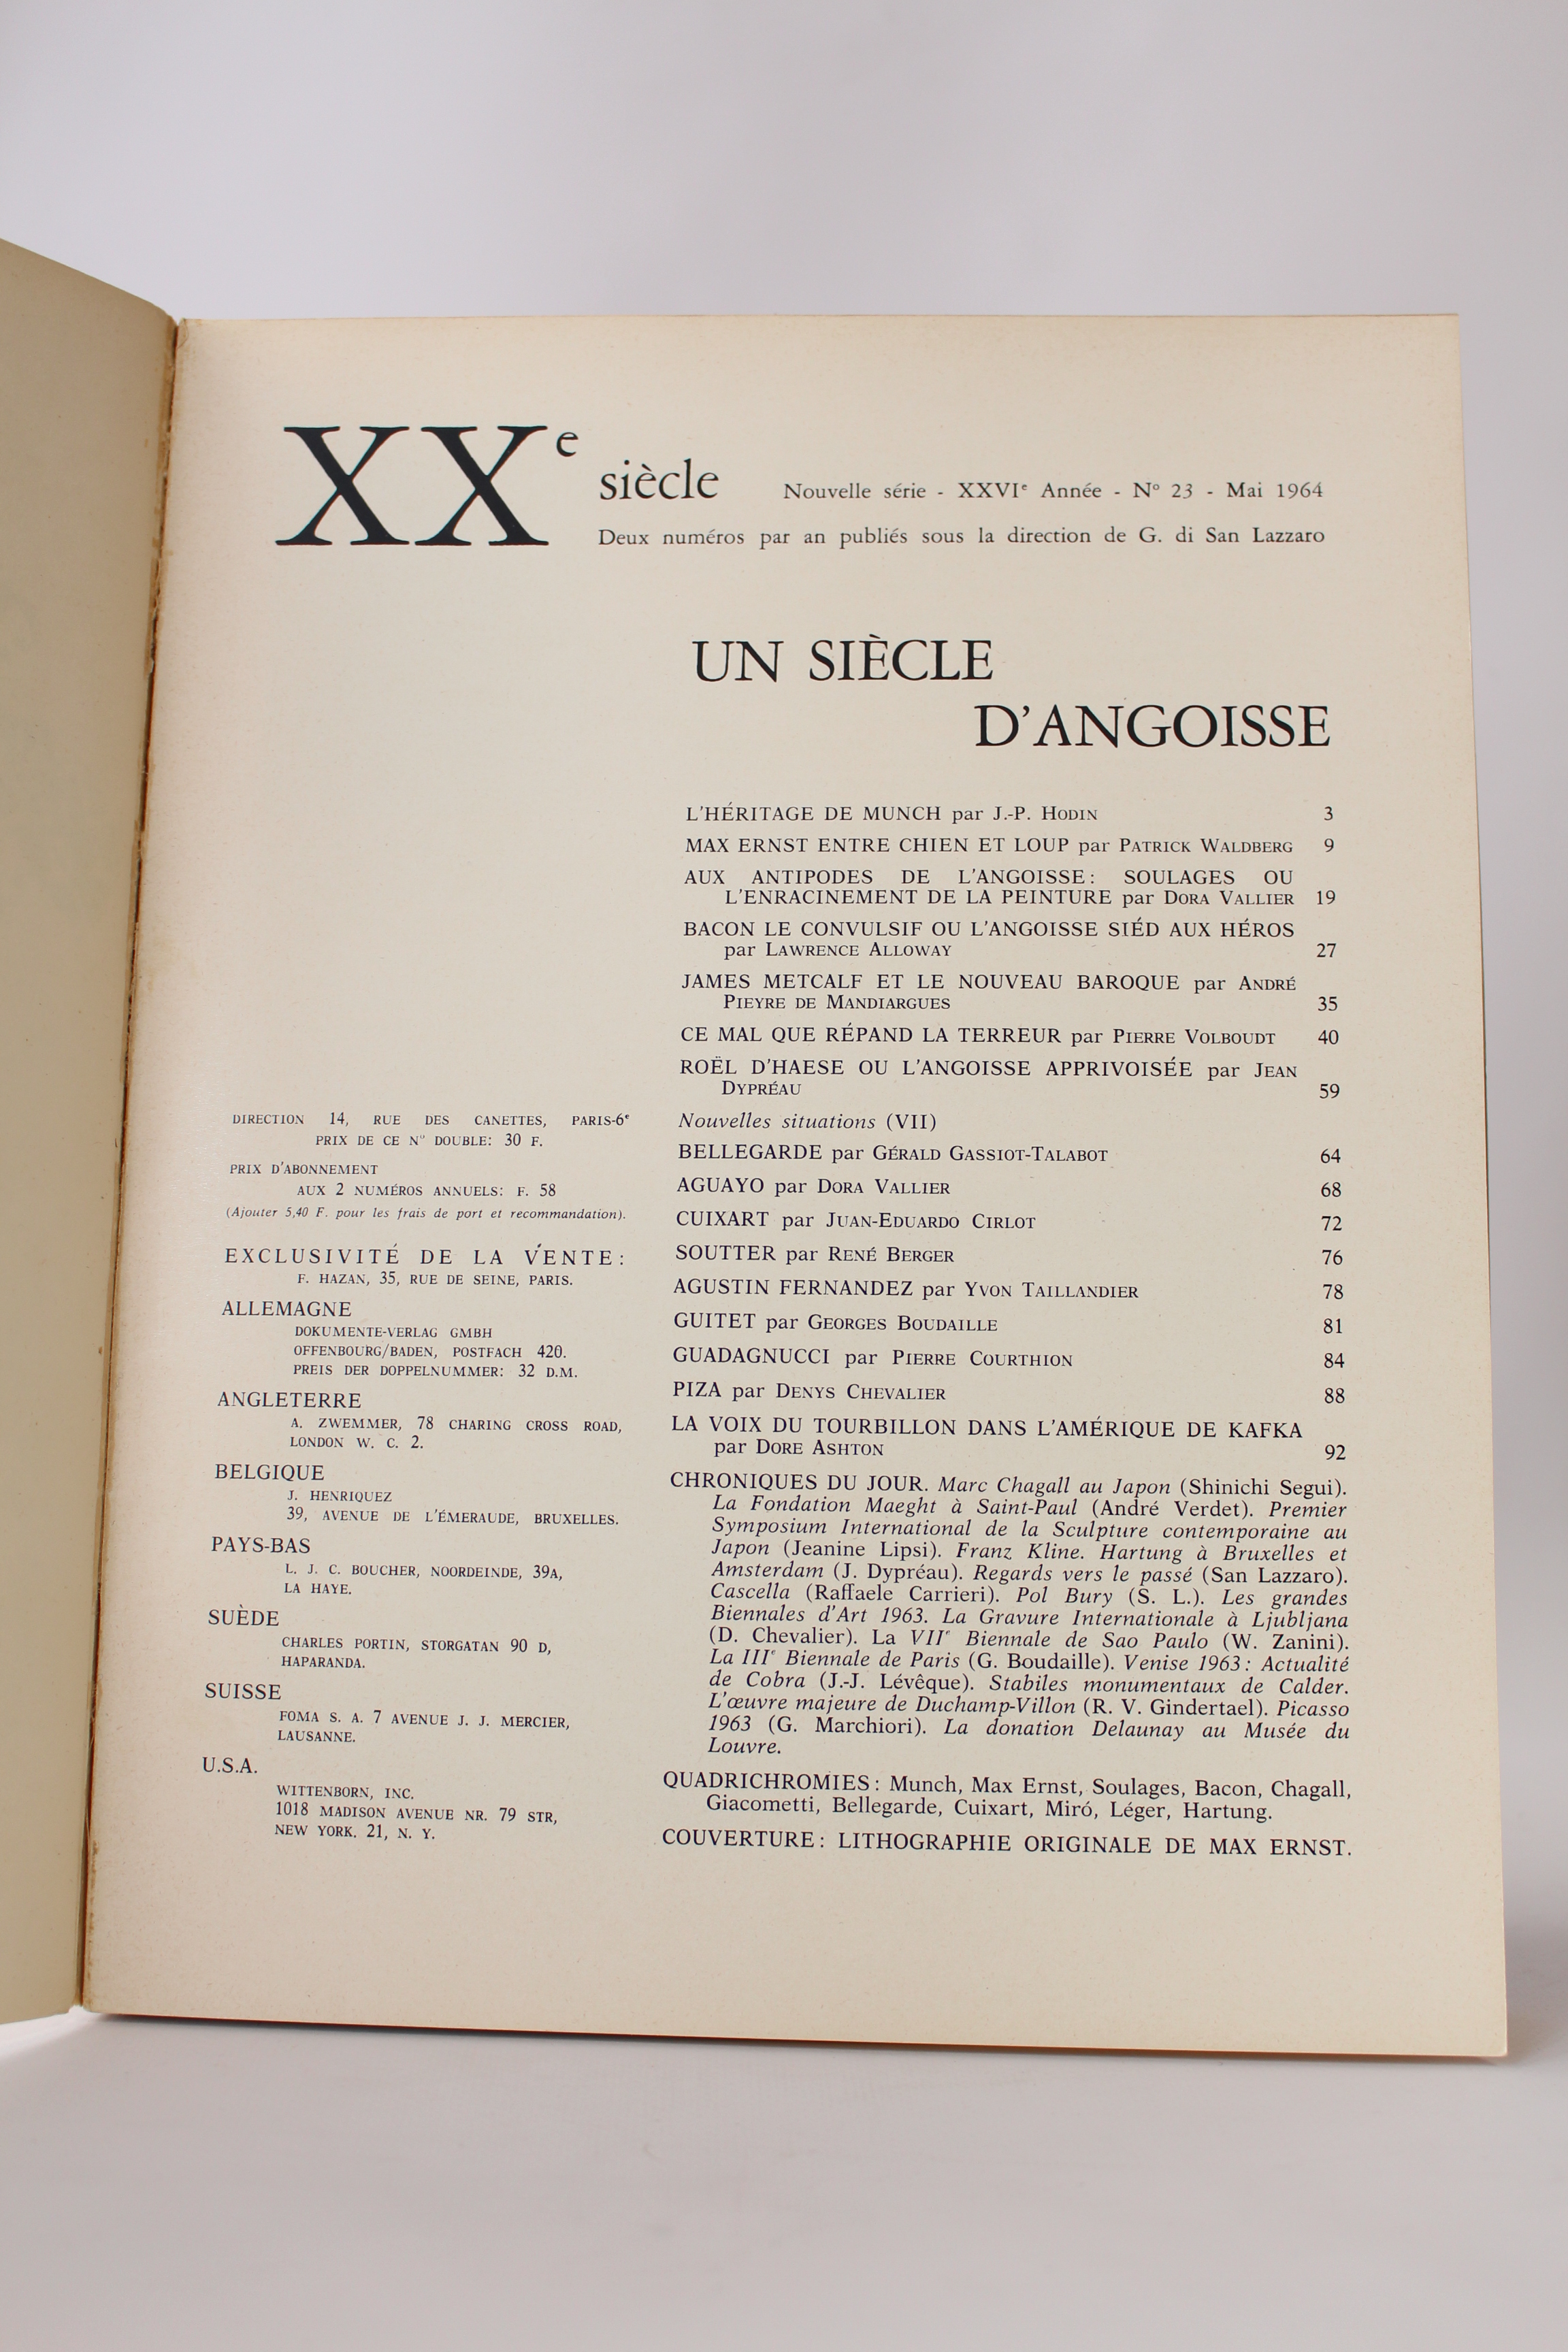 XXe siècle
Nouvelle série - XXVIe Année - No 23 - Mai 1964
Deux numéros par an publiés sous la direction de G. di San Lazzaro
UN SIÈCLE
D'ANGOISSE
L'HÉRITAGE DE MUNCH par J.-P. HODIN 3
MAX ERNST ENTRE CHIEN ET LOUP par PATRICK WALDBERG 9
AUX ANTIPODES DE L'ANGOISSE: SOULAGES OU
L'ENRACINEMENT DE LA PEINTURE par DORA VALLIER 19
BACON LE CONVULSIF OU L'ANGOISSE SIÉD AUX HÉROS
par LAWRENCE ALLOWAY 27
JAMES METCALF ET LE NOUVEAU BAROQUE par ANDRÉ
PIEYRE DE MANDIARGUES 35
CE MAL QUE RÉPAND LA TERREUR par PIERRE VOLBOUDT 40
ROËL D'HAESE OU L'ANGOISSE APPRIVOISÉE par JEAN
DYPRÉAU 59
Nouvelles situations (VII)
BELLEGARDE par GÉRALD GASSIOT-TALABOT 64
AGUAYO par DORA VALLIER 68
CUIXART par JUAN-EDUARDO CIRLOT 72
SOUTTER par RENÉ BERGER 76
AGUSTIN FERNANDEZ par YVON TAILLANDIER 78
GUITET par GEORGES BOUDAILLE 81
GUADAGNUCCI par PIERRE COURTHION 84
PIZA par DENYS CHEVALIER 88
LA VOIX DU TOURBILLON DANS L'AMÉRIQUE DE KAFKA
par DORE ASHTON 92
CHRONIQUES DU JOUR. Marc Chagall au Japon (Shinichi Segui).
La Fondation Maeght à Saint-Paul (André Verdet). Premier
Symposium International de la Sculpture contemporaine au
Japon (Jeanine Lipsi). Franz Kline. Hartung à Bruxelles et
Amsterdam (J. Dypréau). Regards vers le passé (San Lazzaro).
Cascella (Raffaele Carrieri). Pol Bury (S. L.). Les grandes
Biennales d'Art 1963. La Gravure Internationale à Ljubljana
(D. Chevalier). La VIIe Biennale de Sao Paulo (W. Zanini).
La IIIe Biennale de Paris (G. Boudaille). Venise 1963: Actualité
de Cobra (J.-J. Lévêque). Stabiles monumentaux de Calder.
L'œuvre majeure de Duchamp-Villon (R. V. Gindertael). Picasso
1963 (G. Marchiori). La donation Delaunay au Musée du
Louvre.
QUADRICHROMIES: Munch, Max Ernst, Soulages, Bacon, Chagall,
Giacometti, Bellegarde, Cuixart, Miró, Léger, Hartung.
COUVERTURE: LITHOGRAPHIE ORIGINALE DE MAX ERNST.
DIRECTION 14, RUE DES CANETTES, PARIS-6e
PRIX DE CE No DOUBLE: 30 F.
PRIX D'ABONNEMENT
AUX 2 NUMÉROS ANNUELS: F. 58
(Ajouter 5,40 F. pour les frais de port et recommandation).
EXCLUSIVITÉ DE LA VENTE:
F. HAZAN, 35, RUE DE SEINE, PARIS.
ALLEMAGNE
DOKUMENTE-VERLAG GMBH
OFFENBOURG/BADEN, POSTFACH 420.
PREIS DER DOPPELNUMMER: 32 D.M.
ANGLETERRE
A. ZWEMMER, 78 CHARING CROSS ROAD,
LONDON W. C. 2.
BELGIQUE
J. HENRIQUEZ
39, AVENUE DE L'ÉMERAUDE, BRUXELLES.
PAYS-BAS
L. J. C. BOUCHER, NOORDEINDE, 39A,
LA HAYE.
SUÈDE
CHARLES PORTIN, STORGATAN 90 D,
HAPARANDA.
SUISSE
FOMA S. A. 7 AVENUE J. J. MERCIER,
LAUSANNE.
U.S.A.
WITTENBORN, INC.
1018 MADISON AVENUE NR. 79 STR,
NEW YORK. 21, N. Y.